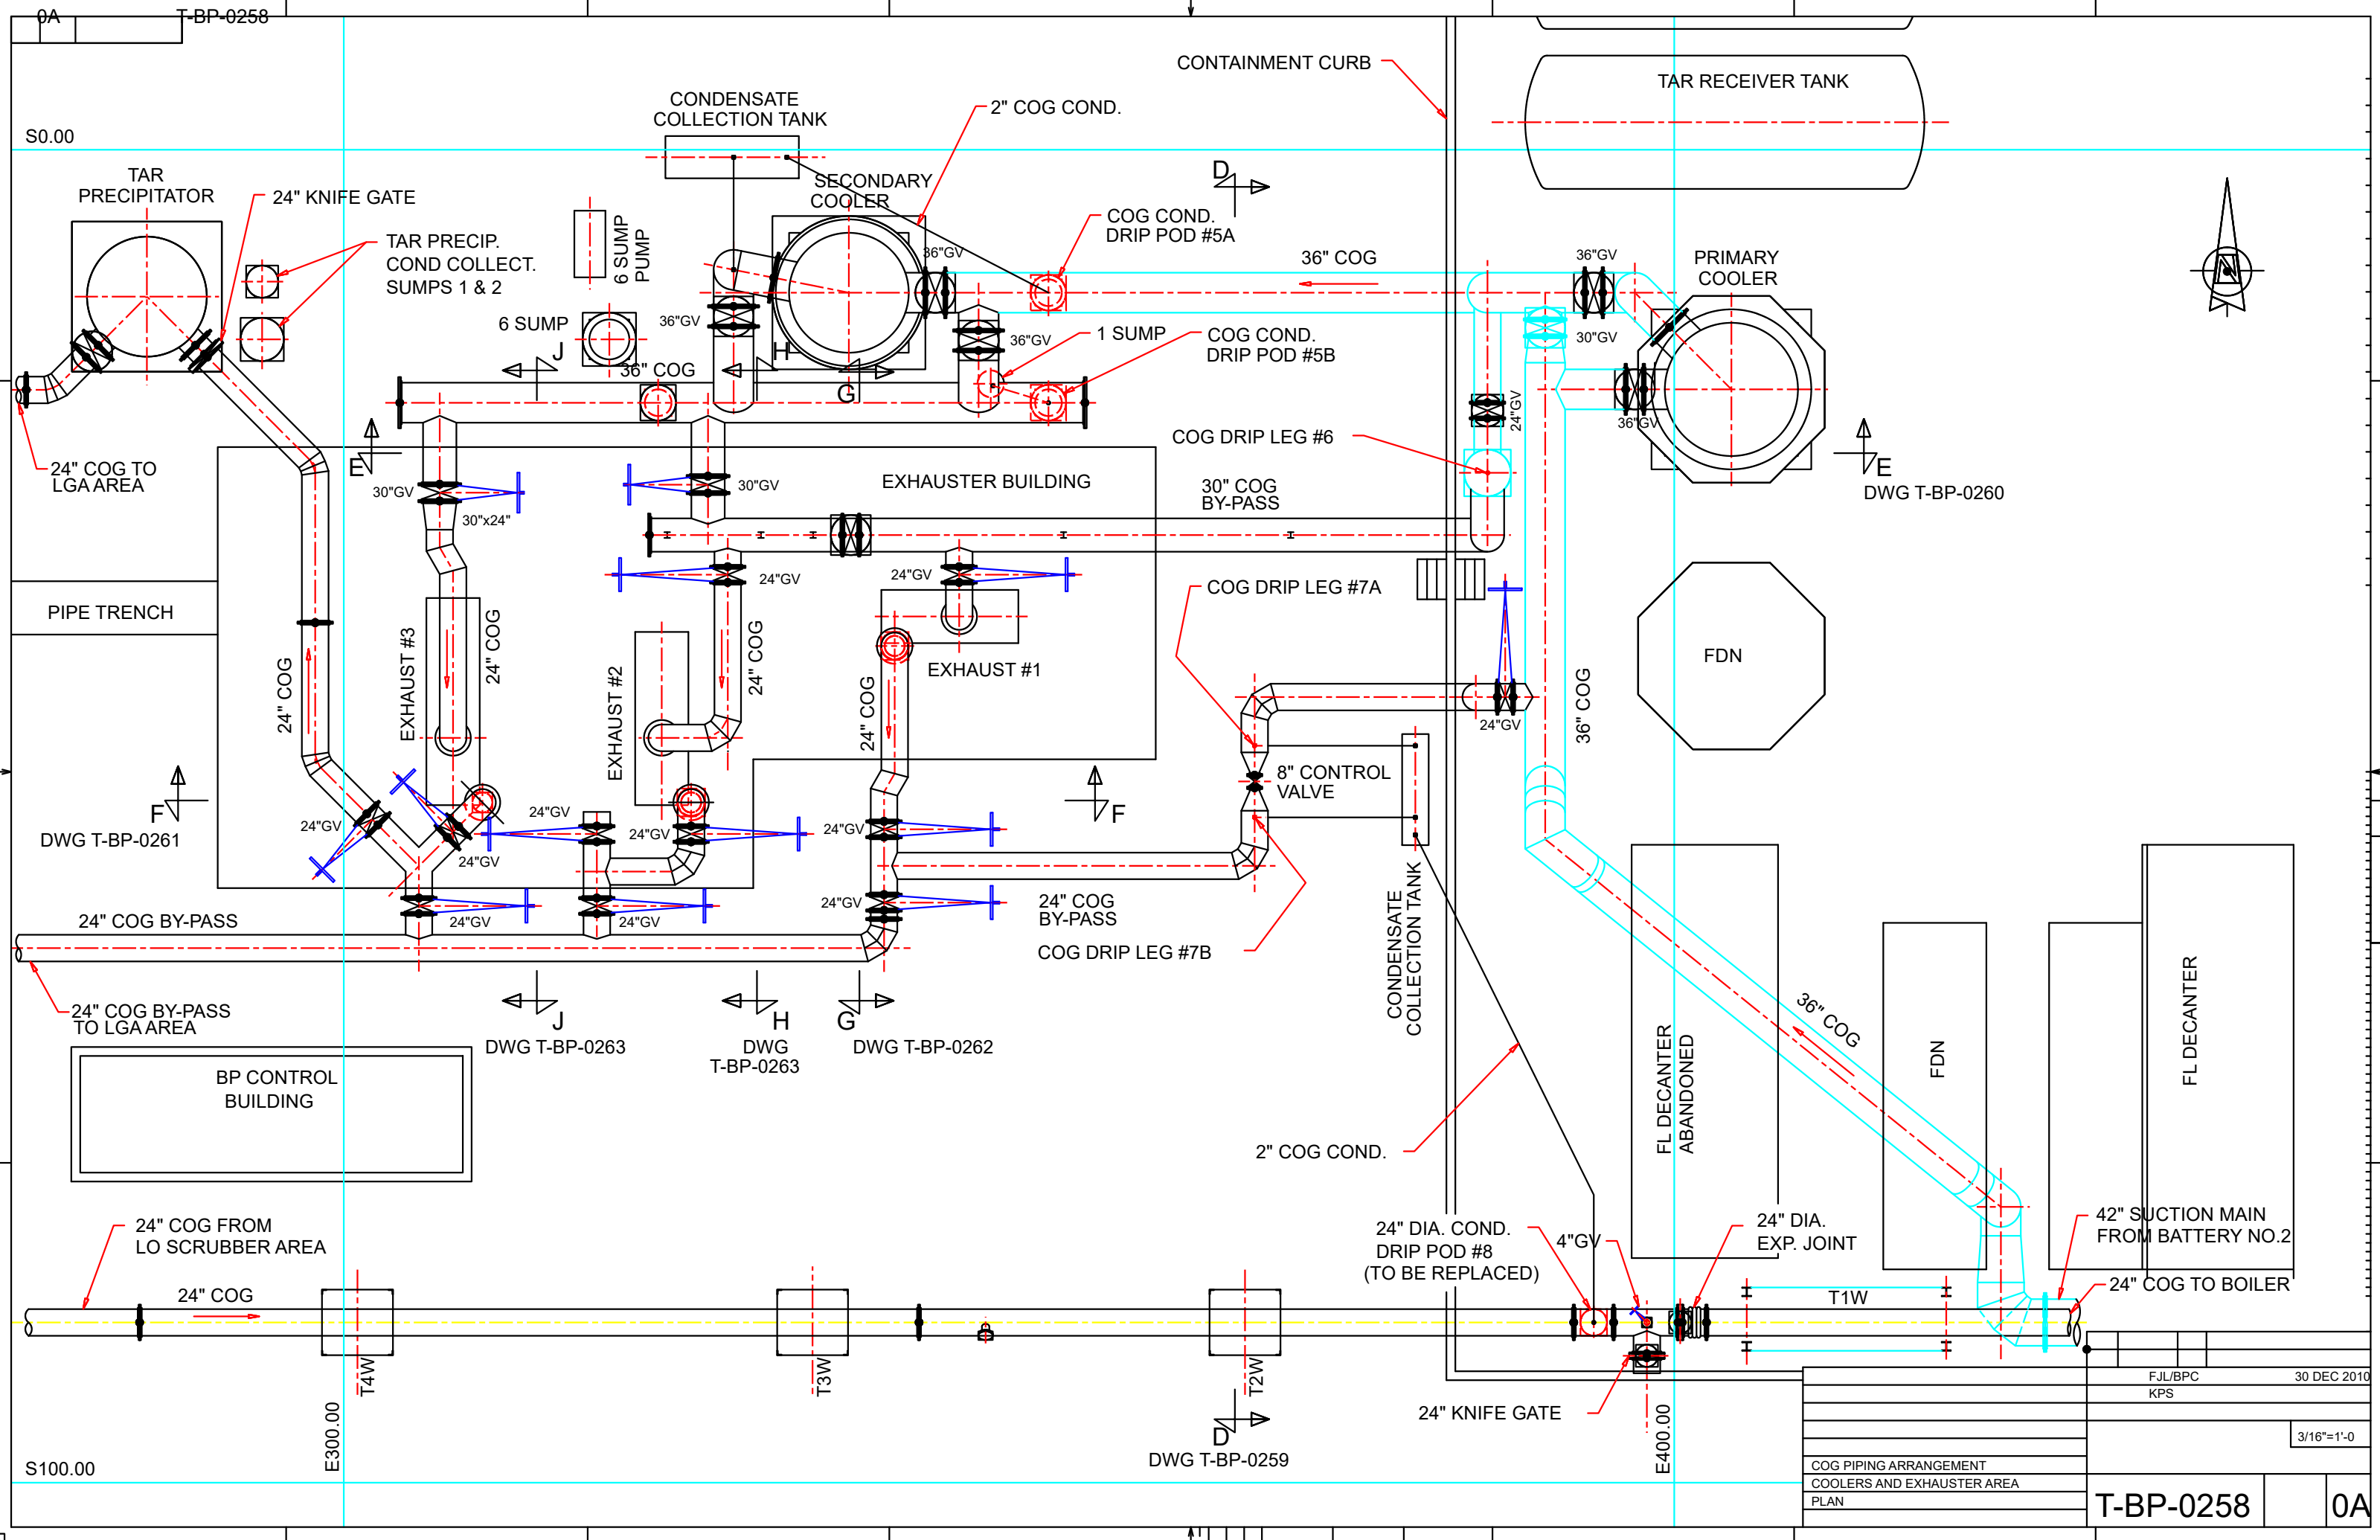 0A
T-BP-0258
CONTAINMENT CURB
TAR RECEIVER TANK
CONDENSATE
COLLECTION TANK
2" COG COND.
S0.00
TAR
PRECIPITATOR
24" KNIFE GATE
SECONDARY
COOLER
D
COG COND.
DRIP POD #5A
TAR PRECIP.
COND COLLECT.
SUMPS 1 & 2
6 SUMP
PUMP
36"GV
36" COG
36"GV
PRIMARY
COOLER
N
6 SUMP
36"GV
36"GV
1 SUMP
COG COND.
DRIP POD #5B
30"GV
J
H
36" COG
G
24"GV
36"GV
E
COG DRIP LEG #6
E
DWG T-BP-0260
24" COG TO
LGA AREA
30"GV
30"GV
EXHAUSTER BUILDING
30" COG
BY-PASS
30"x24"
24"GV
24"GV
COG DRIP LEG #7A
PIPE TRENCH
24" COG
EXHAUST #3
24" COG
EXHAUST #2
24" COG
24" COG
EXHAUST #1
FDN
24"GV
36" COG
8" CONTROL
VALVE
F
DWG T-BP-0261
F
24"GV
24"GV
24"GV
24"GV
24"GV
24" COG BY-PASS
24"GV
24"GV
24"GV
24" COG
BY-PASS
COG DRIP LEG #7B
CONDENSATE
COLLECTION TANK
24" COG BY-PASS
TO LGA AREA
J
H
G
DWG T-BP-0263
DWG
T-BP-0263
DWG T-BP-0262
36" COG
FL DECANTER
ABANDONED
FDN
FL DECANTER
BP CONTROL
BUILDING
2" COG COND.
24" COG FROM
LO SCRUBBER AREA
24" DIA. COND.
DRIP POD #8
(TO BE REPLACED)
4"GV
24" DIA.
EXP. JOINT
42" SUCTION MAIN
FROM BATTERY NO.2
24" COG TO BOILER
24" COG
T1W
T4W
T3W
T2W
E300.00
24" KNIFE GATE
E400.00
D
DWG T-BP-0259
S100.00
FJL/BPC
30 DEC 2010
KPS
3/16"=1'-0
COG PIPING ARRANGEMENT
COOLERS AND EXHAUSTER AREA
PLAN
T-BP-0258
0A